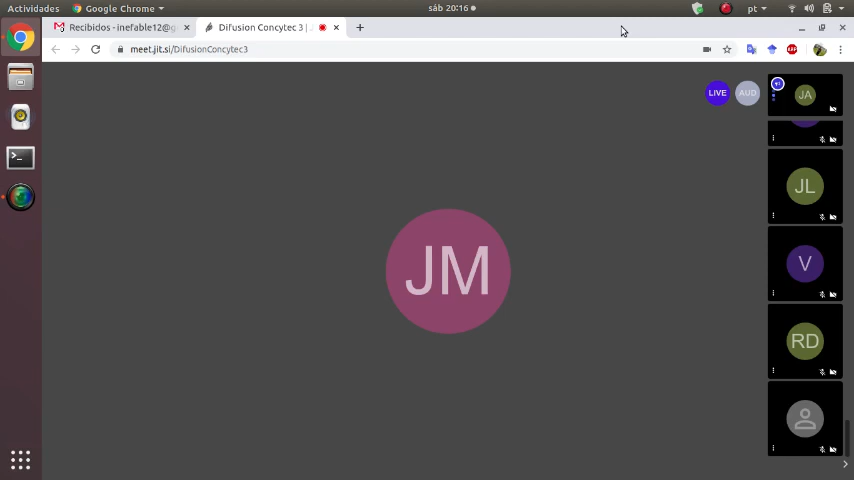 Actividades Google Chrome sáb 20:16 pt
Recibidos - inefable12@g Difusion Concytec 3 |
meet.jit.si/DifusionConcytec3
LIVE AUD
JA
JL
JM
V
RD